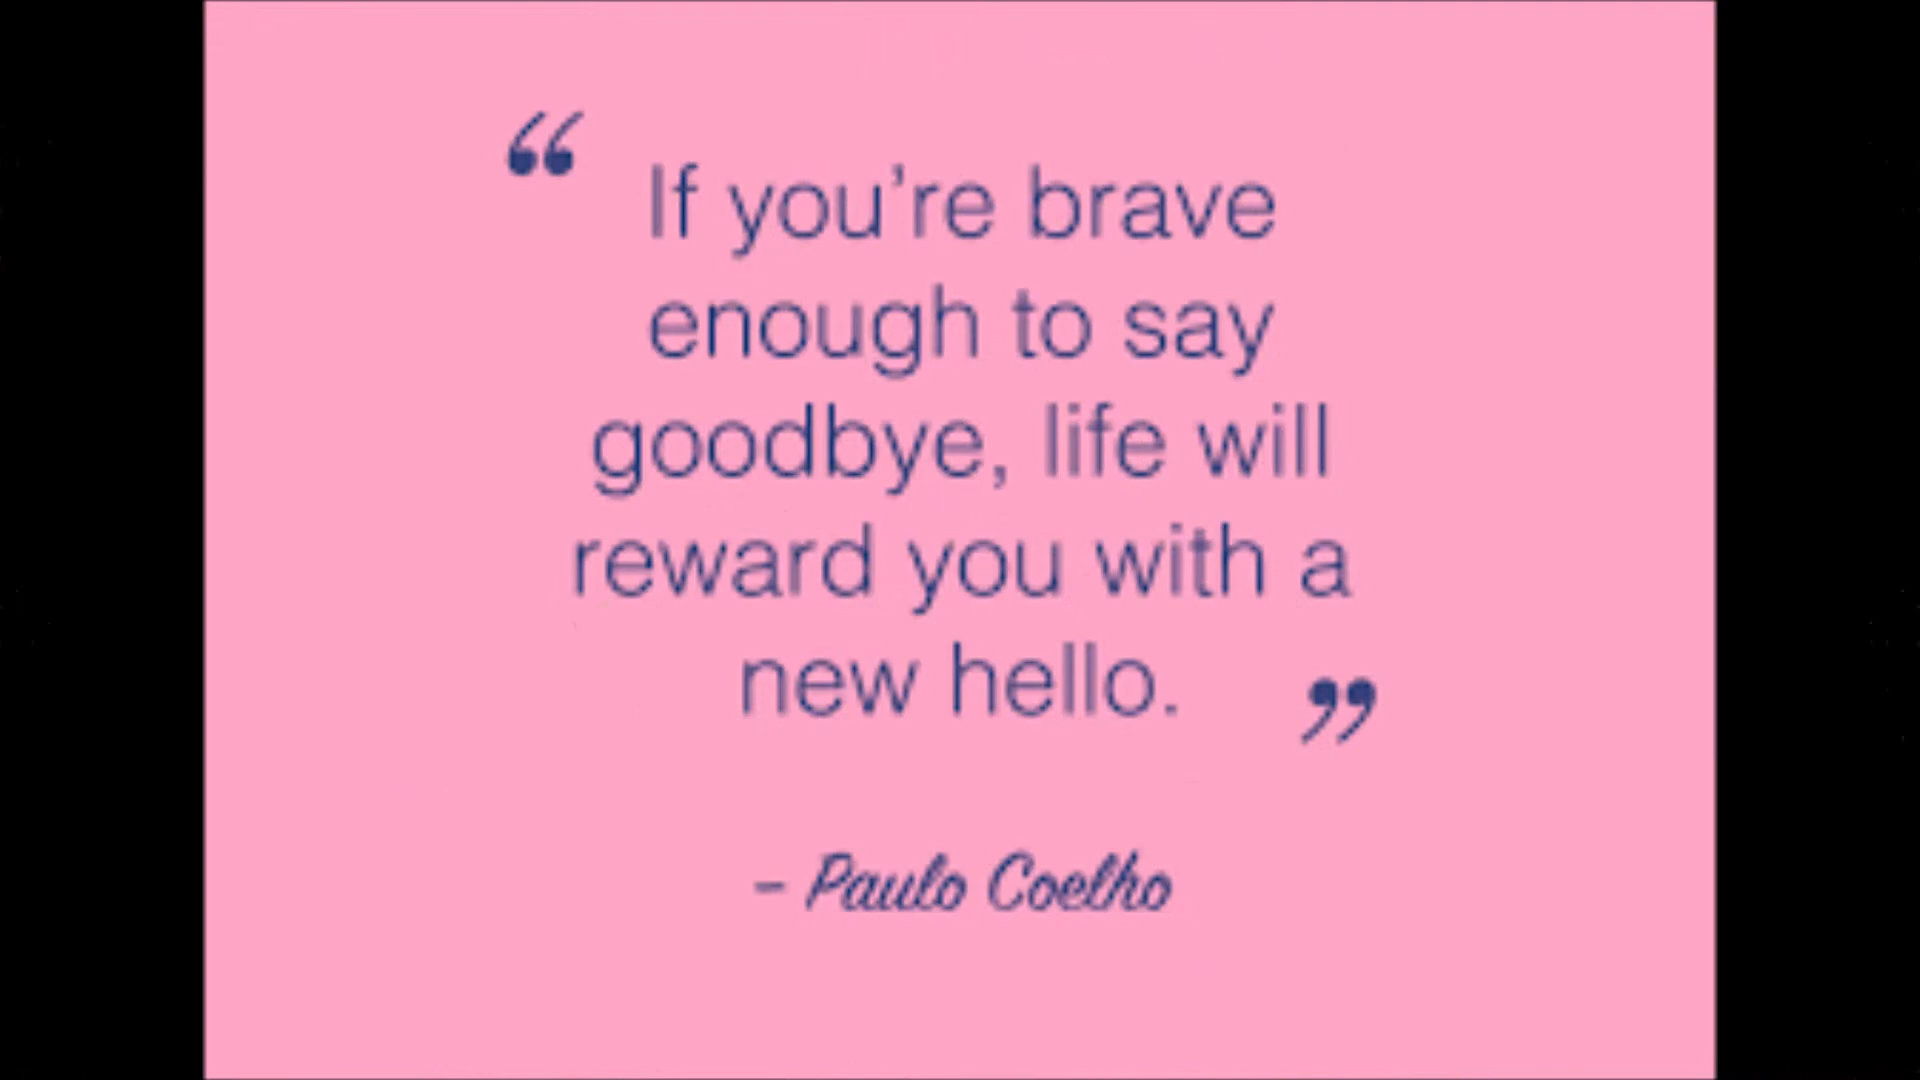 “ If you’re brave
enough to say
goodbye, life will
reward you with a
new hello. ”
– Paulo Coelho